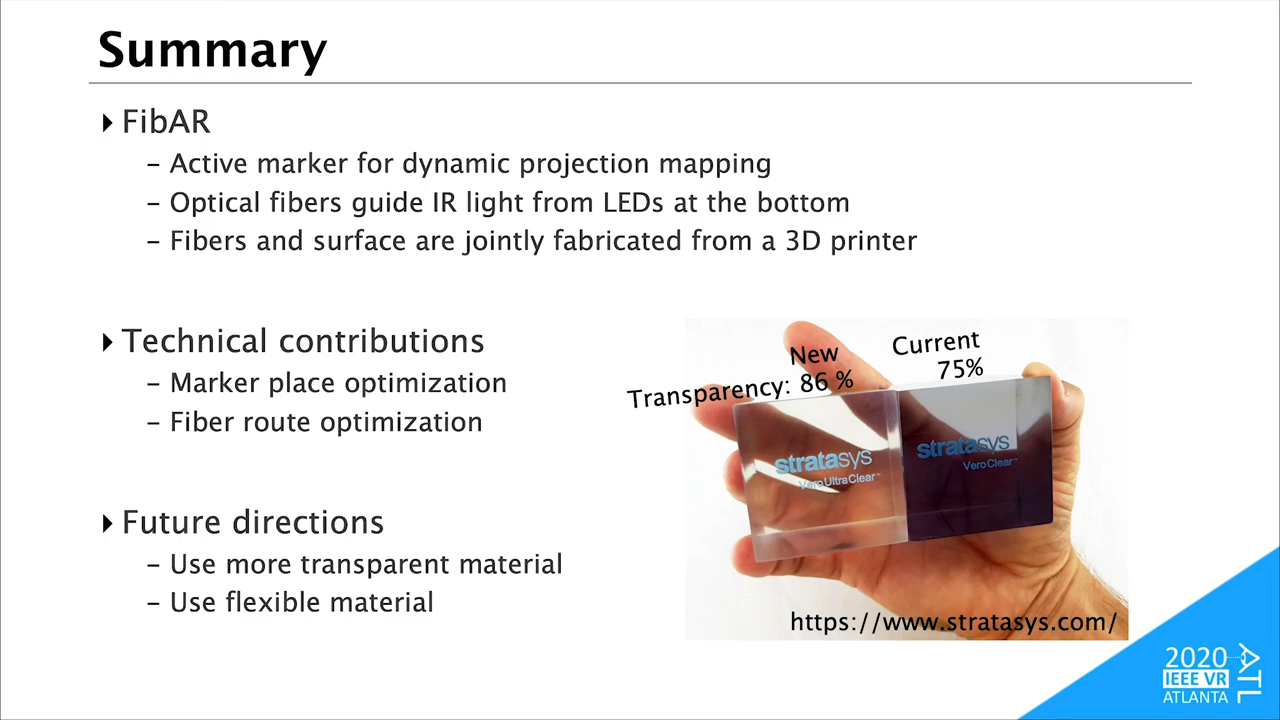 Summary
FibAR
– Active marker for dynamic projection mapping
– Optical fibers guide IR light from LEDs at the bottom
– Fibers and surface are jointly fabricated from a 3D printer
Technical contributions
– Marker place optimization
– Fiber route optimization
Future directions
– Use more transparent material
– Use flexible material
New
Transparency: 86 %
Current
75%
stratasys
VeroUltraClear™
stratasys
VeroClear™
https://www.stratasys.com/
2020
IEEE VR
ATLANTA
ATL